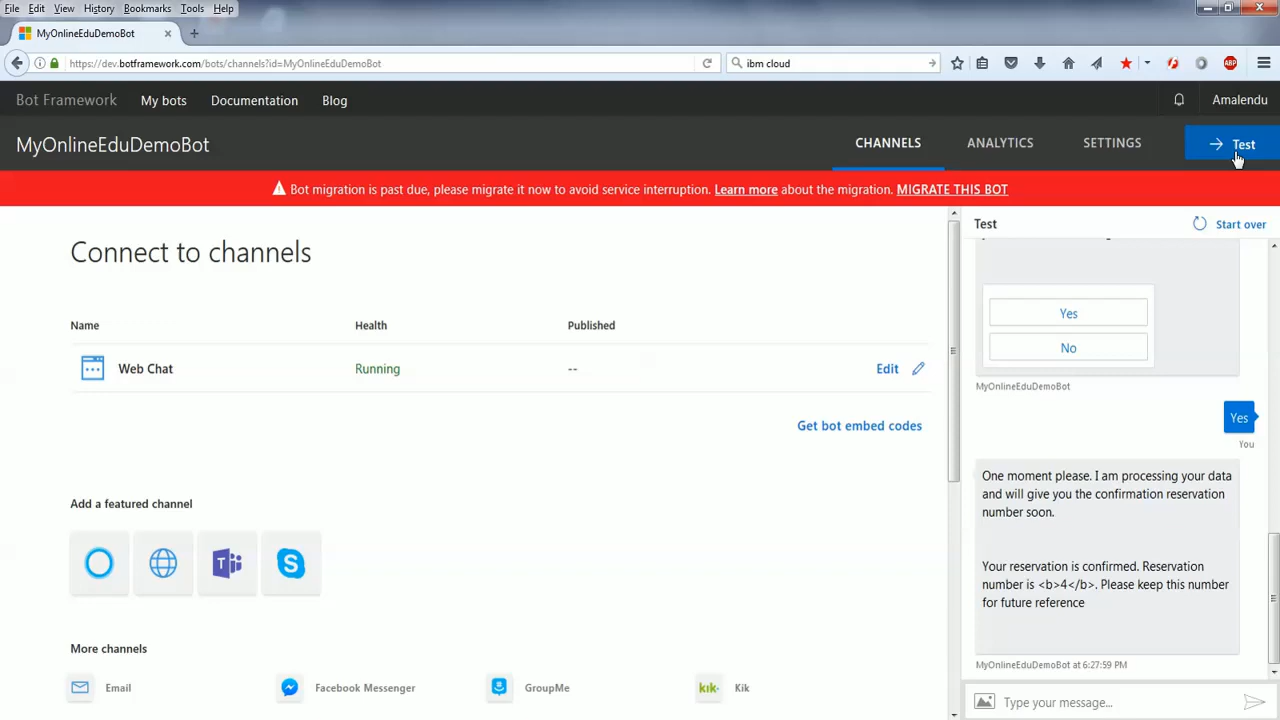 File Edit View History Bookmarks Tools Help
MyOnlineEduDemoBot
https://dev.botframework.com/bots/channels?id=MyOnlineEduDemoBot
ibm cloud
ABP
Bot Framework My bots Documentation Blog Amalendu
MyOnlineEduDemoBot CHANNELS ANALYTICS SETTINGS Test
Bot migration is past due, please migrate it now to avoid service interruption. Learn more about the migration. MIGRATE THIS BOT
Connect to channels
Name Health Published
Web Chat Running -- Edit
Get bot embed codes
Add a featured channel
More channels
Email Facebook Messenger GroupMe kik· Kik
Test Start over
Yes
No
MyOnlineEduDemoBot
Yes
You
One moment please. I am processing your data
and will give you the confirmation reservation
number soon.
Your reservation is confirmed. Reservation
number is <b>4</b>. Please keep this number
for future reference
MyOnlineEduDemoBot at 6:27:59 PM
Type your message...